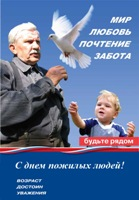 МИР
ЛЮБОВЬ
ПОЧТЕНИЕ
ЗАБОТА
будьте рядом
С днем пожилых людей!
ВОЗРАСТ
ДОСТОИН
УВАЖЕНИЯ